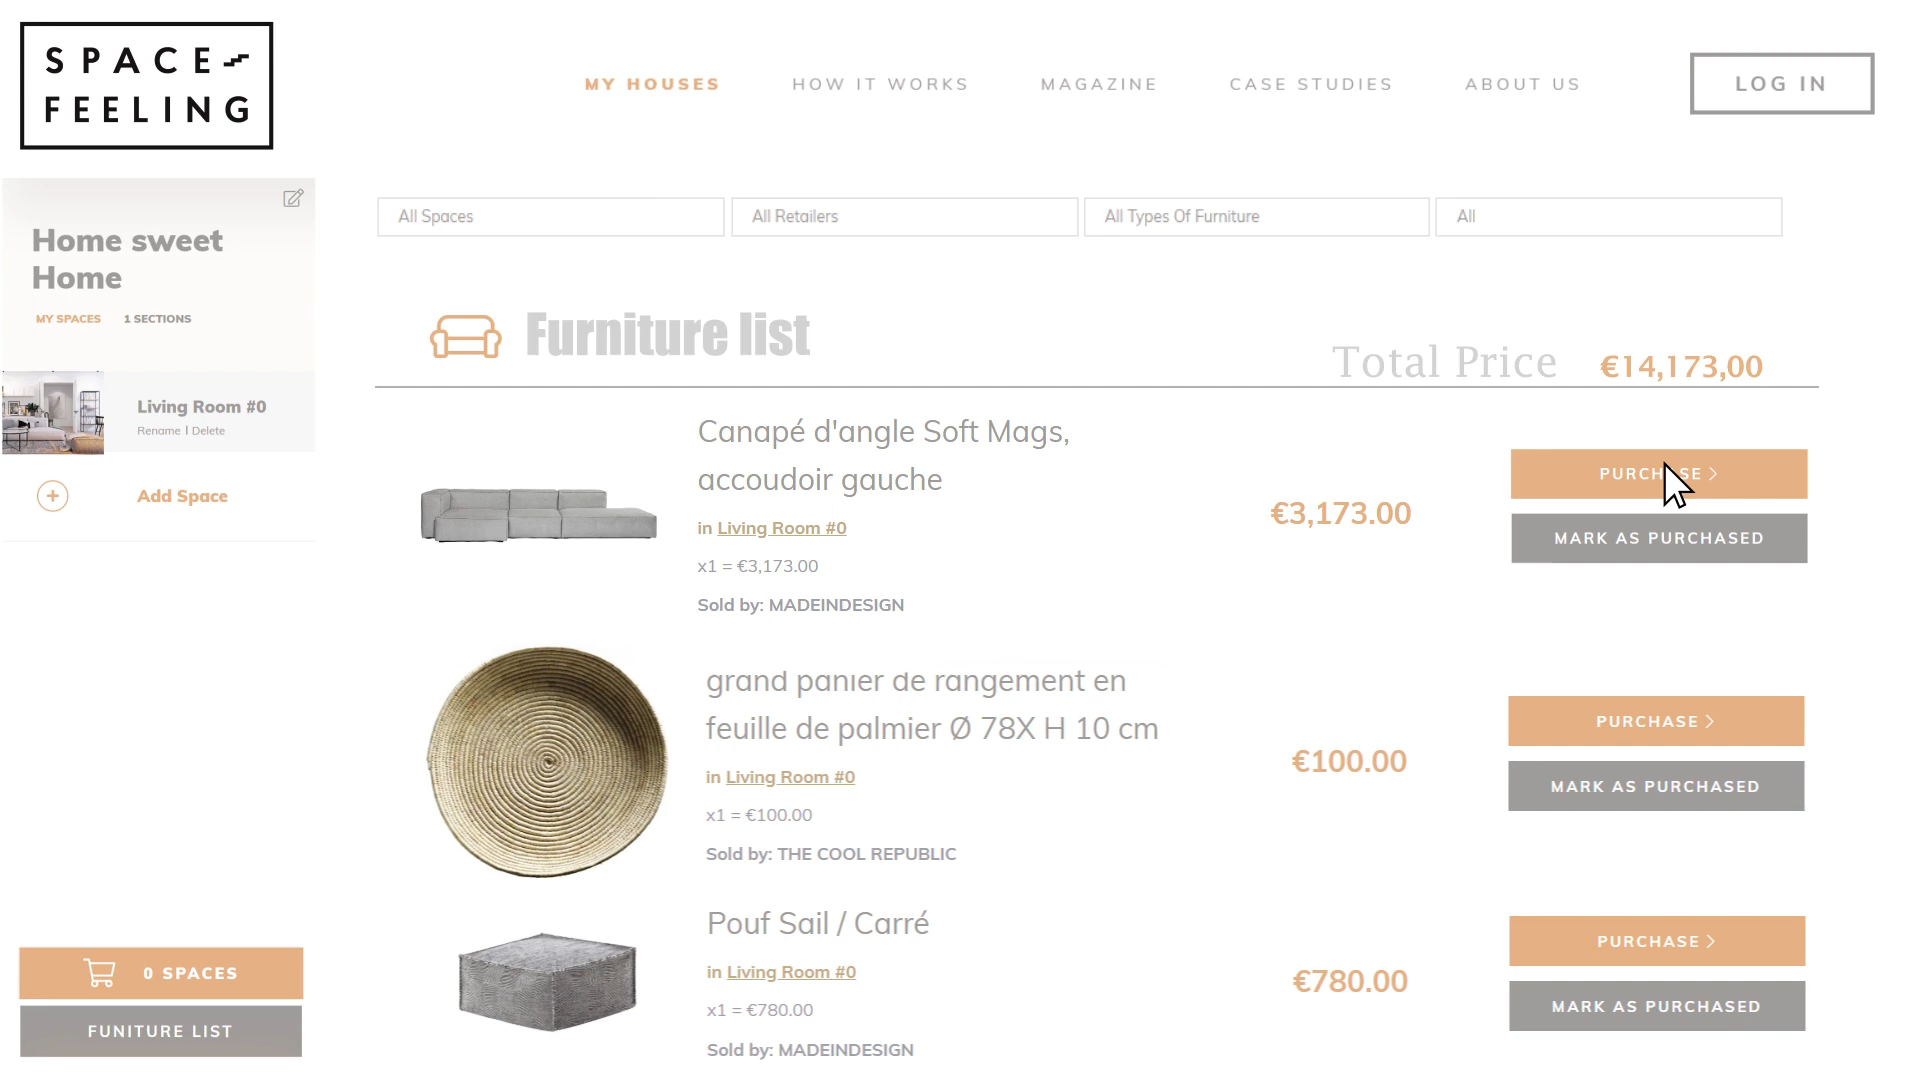 SPACE
FEELING
MY HOUSES
HOW IT WORKS
MAGAZINE
CASE STUDIES
ABOUT US
LOG IN
Home sweet
Home
MY SPACES
1 SECTIONS
Living Room #0
Rename | Delete
Add Space
0 SPACES
FUNITURE LIST
All Spaces
All Retailers
All Types Of Furniture
All
Furniture list
Total Price €14,173,00
Canapé d'angle Soft Mags,
accoudoir gauche
in Living Room #0
x1 = €3,173.00
Sold by: MADEINDESIGN
€3,173.00
PURCHASE >
MARK AS PURCHASED
grand panier de rangement en
feuille de palmier Ø 78X H 10 cm
in Living Room #0
x1 = €100.00
Sold by: THE COOL REPUBLIC
€100.00
PURCHASE >
MARK AS PURCHASED
Pouf Sail / Carré
in Living Room #0
x1 = €780.00
Sold by: MADEINDESIGN
€780.00
PURCHASE >
MARK AS PURCHASED